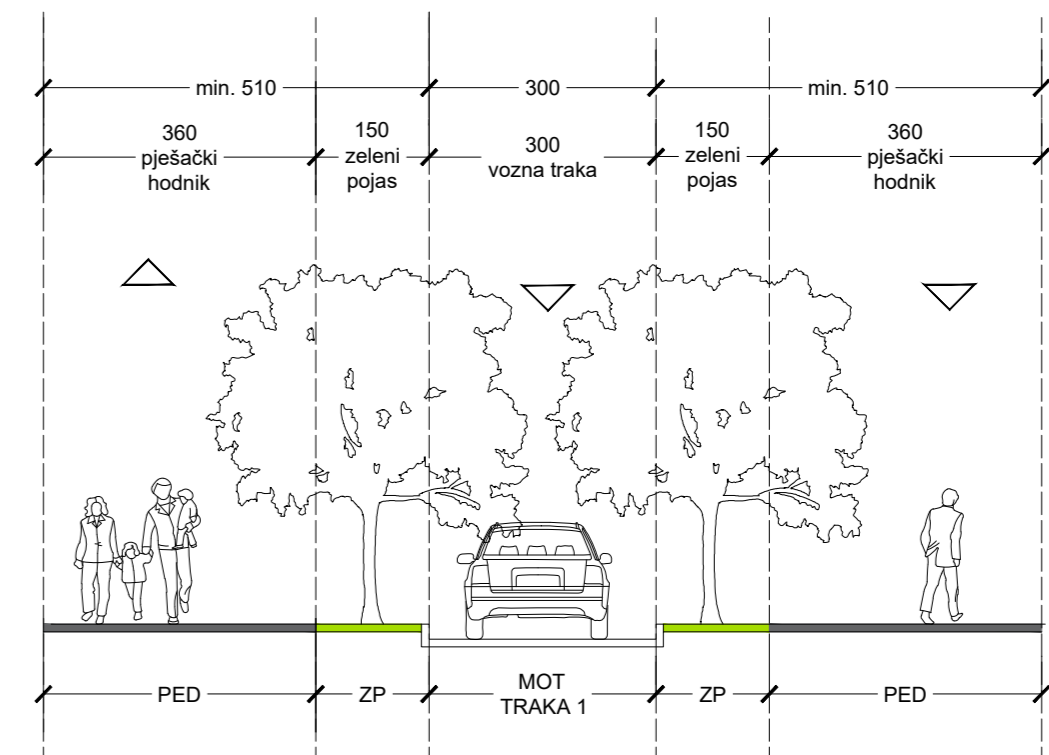 min. 510
300
min. 510
360
pješački
hodnik
150
zeleni
pojas
300
vozna traka
150
zeleni
pojas
360
pješački
hodnik
PED
ZP
MOT
TRAKA 1
ZP
PED